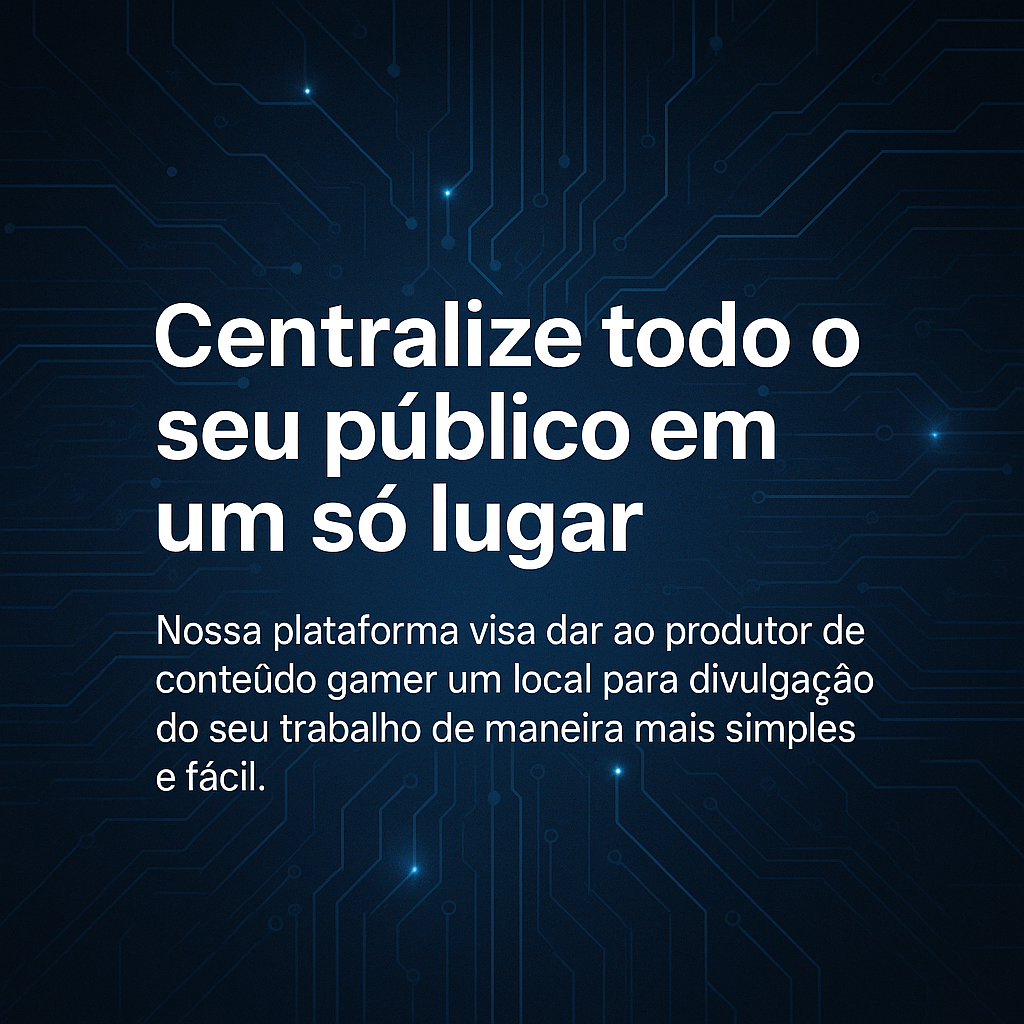 Centralize todo o
seu público em
um só lugar
Nossa plataforma visa dar ao produtor de
conteûdo gamer um local para divulgaçâo
do seu trabalho de maneira mais simples
e fácil.